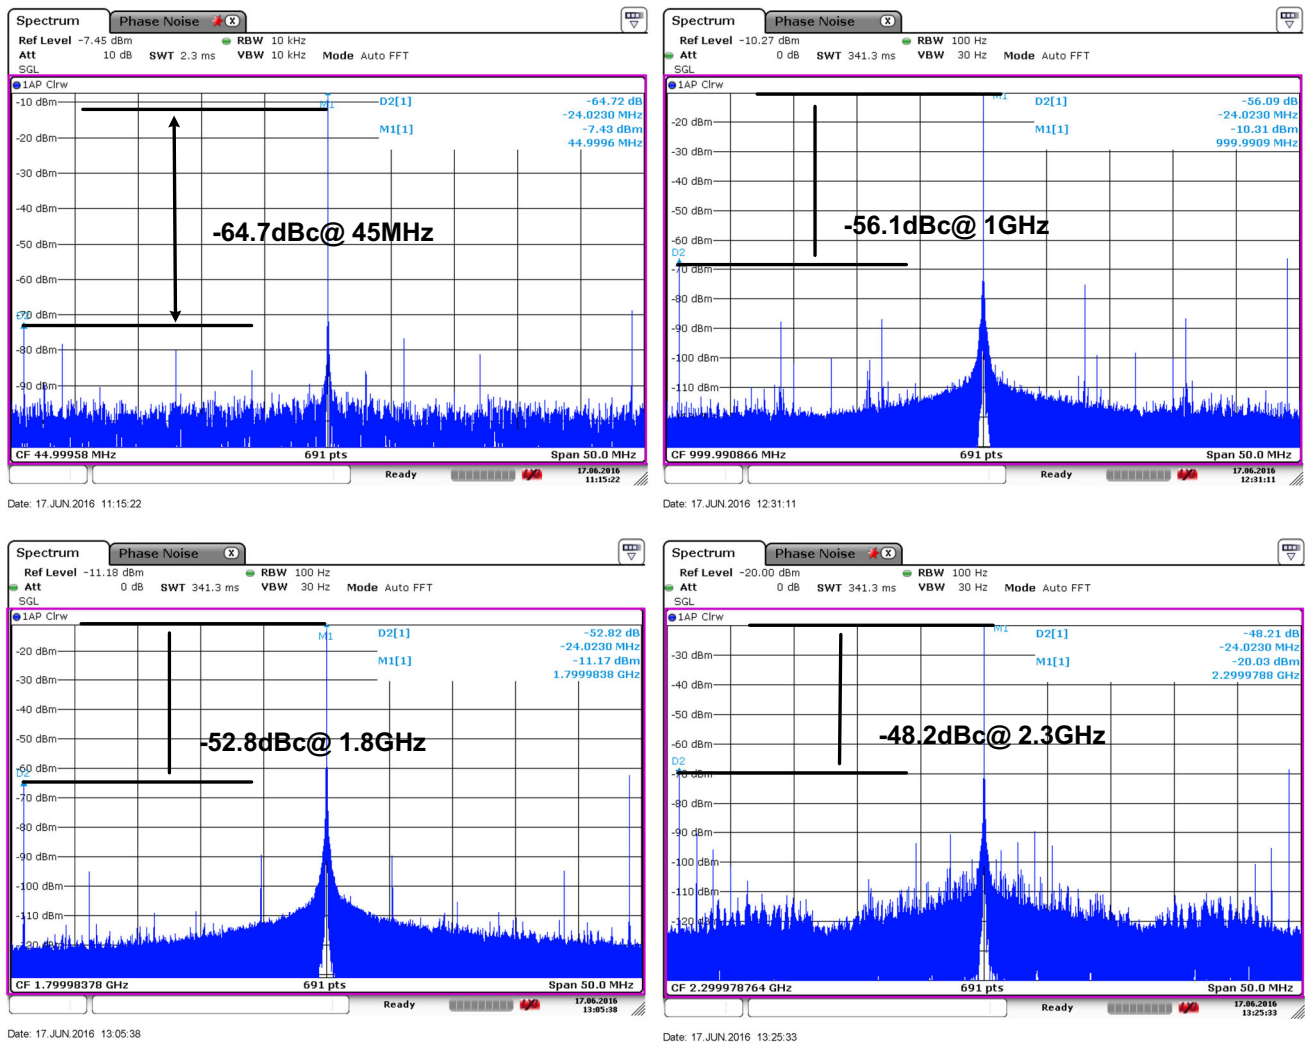 Spectrum Phase Noise X
Ref Level -7.45 dBm RBW 10 kHz
Att 10 dB SWT 2.3 ms VBW 10 kHz Mode Auto FFT
SGL
1AP Clrw
D2[1] -64.72 dB
-24.0230 MHz
M1[1] -7.43 dBm
44.9996 MHz
M1
-10 dBm
-20 dBm
-30 dBm
-40 dBm
-64.7dBc@ 45MHz
-50 dBm
-60 dBm
-70 dBm
D2
-80 dBm
-90 dBm
CF 44.99958 MHz 691 pts Span 50.0 MHz
Ready 17.06.2016
11:15:22
Date: 17.JUN.2016 11:15:22
Spectrum Phase Noise X
Ref Level -10.27 dBm RBW 100 Hz
Att 0 dB SWT 341.3 ms VBW 30 Hz Mode Auto FFT
SGL
1AP Clrw
M1
D2[1] -56.09 dB
-24.0230 MHz
M1[1] -10.31 dBm
999.9909 MHz
-20 dBm
-30 dBm
-40 dBm
-50 dBm
-56.1dBc@ 1GHz
-60 dBm
D2
-70 dBm
-80 dBm
-90 dBm
-100 dBm
-110 dBm
CF 999.990866 MHz 691 pts Span 50.0 MHz
Ready 17.06.2016
12:31:11
Date: 17.JUN.2016 12:31:11
Spectrum Phase Noise X
Ref Level -11.18 dBm RBW 100 Hz
Att 0 dB SWT 341.3 ms VBW 30 Hz Mode Auto FFT
SGL
1AP Clrw
M1
D2[1] -52.82 dB
-24.0230 MHz
M1[1] -11.17 dBm
1.7999838 GHz
-20 dBm
-30 dBm
-40 dBm
-50 dBm
-52.8dBc@ 1.8GHz
-60 dBm
D2
-70 dBm
-80 dBm
-90 dBm
-100 dBm
-110 dBm
-120 dBm
CF 1.79998378 GHz 691 pts Span 50.0 MHz
Ready 17.06.2016
13:05:38
Date: 17.JUN.2016 13:05:38
Spectrum Phase Noise X
Ref Level -20.00 dBm RBW 100 Hz
Att 0 dB SWT 341.3 ms VBW 30 Hz Mode Auto FFT
SGL
1AP Clrw
M1
D2[1] -48.21 dB
-24.0230 MHz
M1[1] -20.03 dBm
2.2999788 GHz
-30 dBm
-40 dBm
-50 dBm
-48.2dBc@ 2.3GHz
-60 dBm
D2
-70 dBm
-80 dBm
-90 dBm
-100 dBm
-110 dBm
-120 dBm
CF 2.299978764 GHz 691 pts Span 50.0 MHz
Ready 17.06.2016
13:25:33
Date: 17.JUN.2016 13:25:33